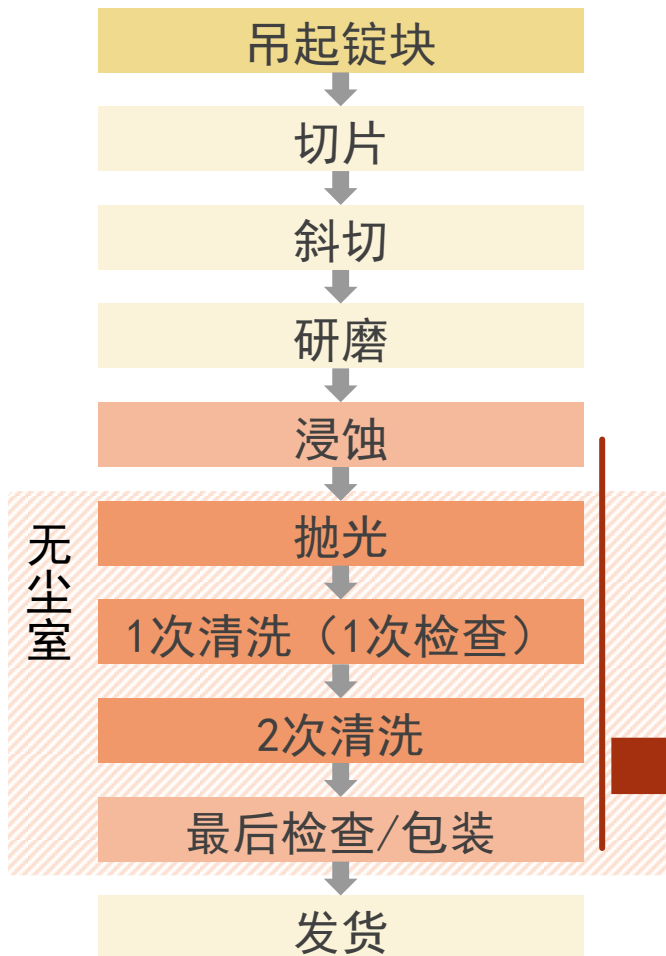 吊起锭块
切片
斜切
研磨
浸蚀
无尘室
抛光
1次清洗（1次检查）
2次清洗
最后检查/包装
发货